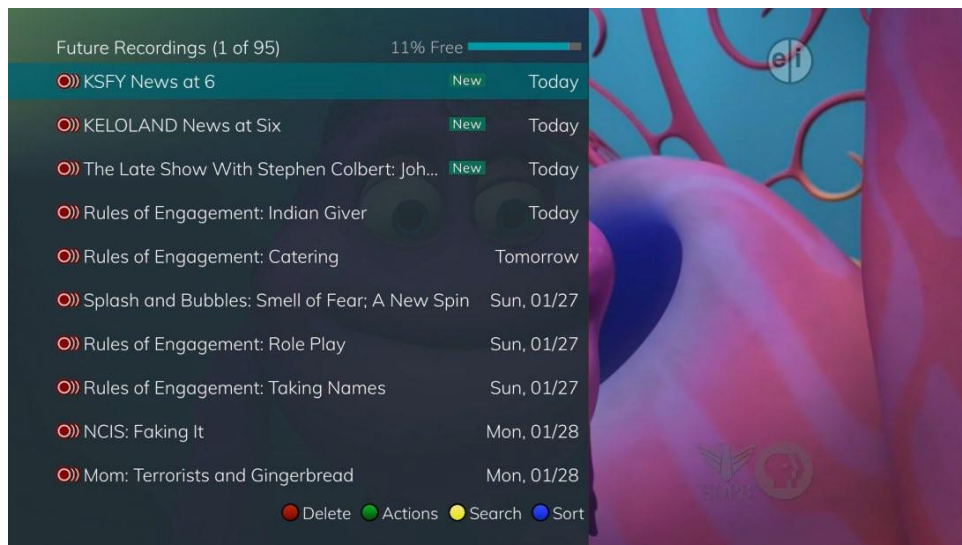 Future Recordings (1 of 95) 11% Free
KSFY News at 6 New Today
KELOLAND News at Six New Today
The Late Show With Stephen Colbert: Joh... New Today
Rules of Engagement: Indian Giver Today
Rules of Engagement: Catering Tomorrow
Splash and Bubbles: Smell of Fear; A New Spin Sun, 01/27
Rules of Engagement: Role Play Sun, 01/27
Rules of Engagement: Taking Names Sun, 01/27
NCIS: Faking It Mon, 01/28
Mom: Terrorists and Gingerbread Mon, 01/28
Delete Actions Search Sort
e/i
SDPB